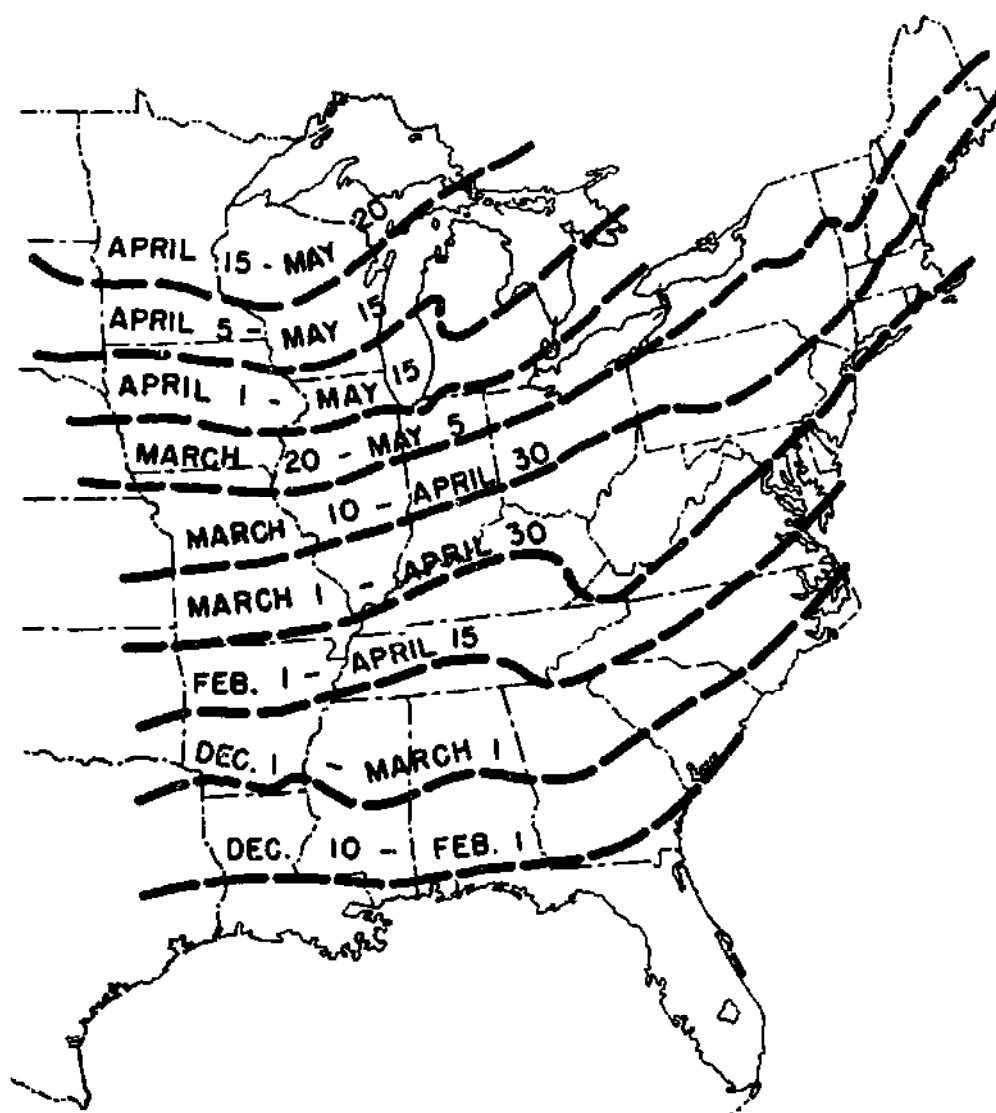 APRIL 15 - MAY 20
APRIL 5 - MAY 15
APRIL 1 - MAY 15
MARCH 20 - MAY 5
MARCH 10 - APRIL 30
MARCH 1 - APRIL 30
FEB. 1 - APRIL 15
DEC. 1 - MARCH 1
DEC. 10 - FEB. 1